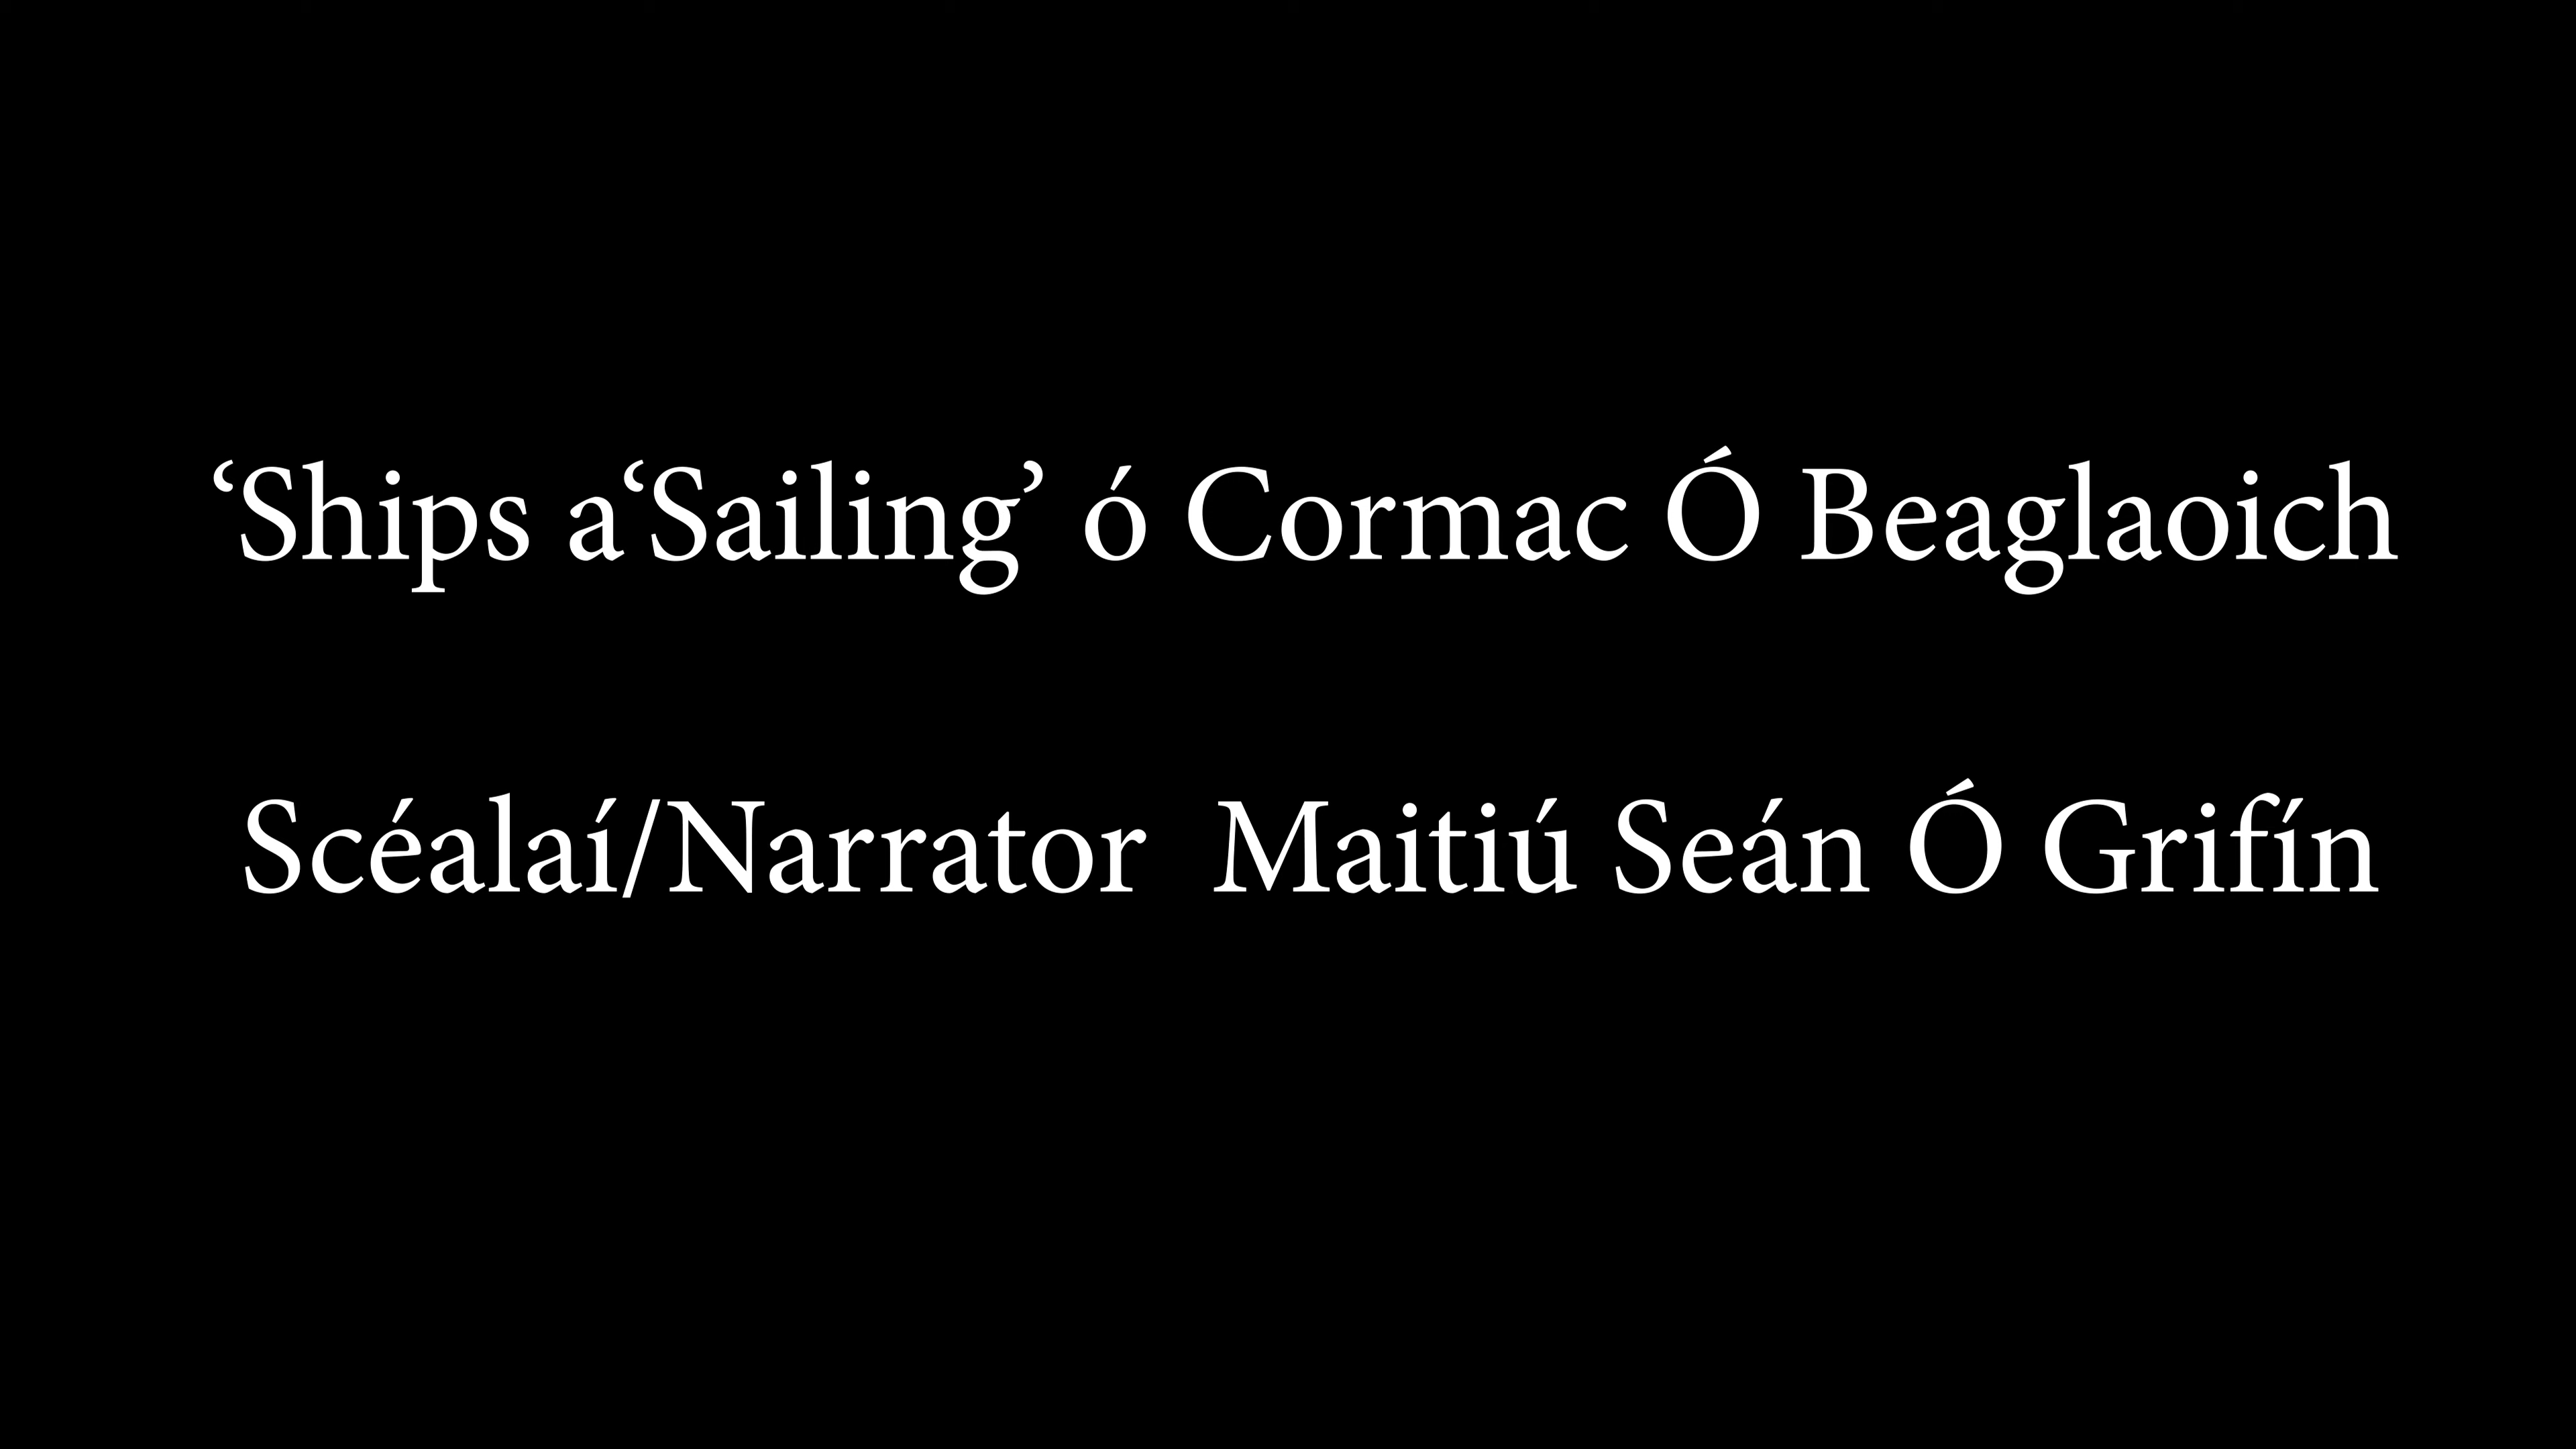 ‘Ships a‘Sailing’ ó Cormac Ó Beaglaoich
Scéalaí/Narrator  Maitiú Seán Ó Grifín